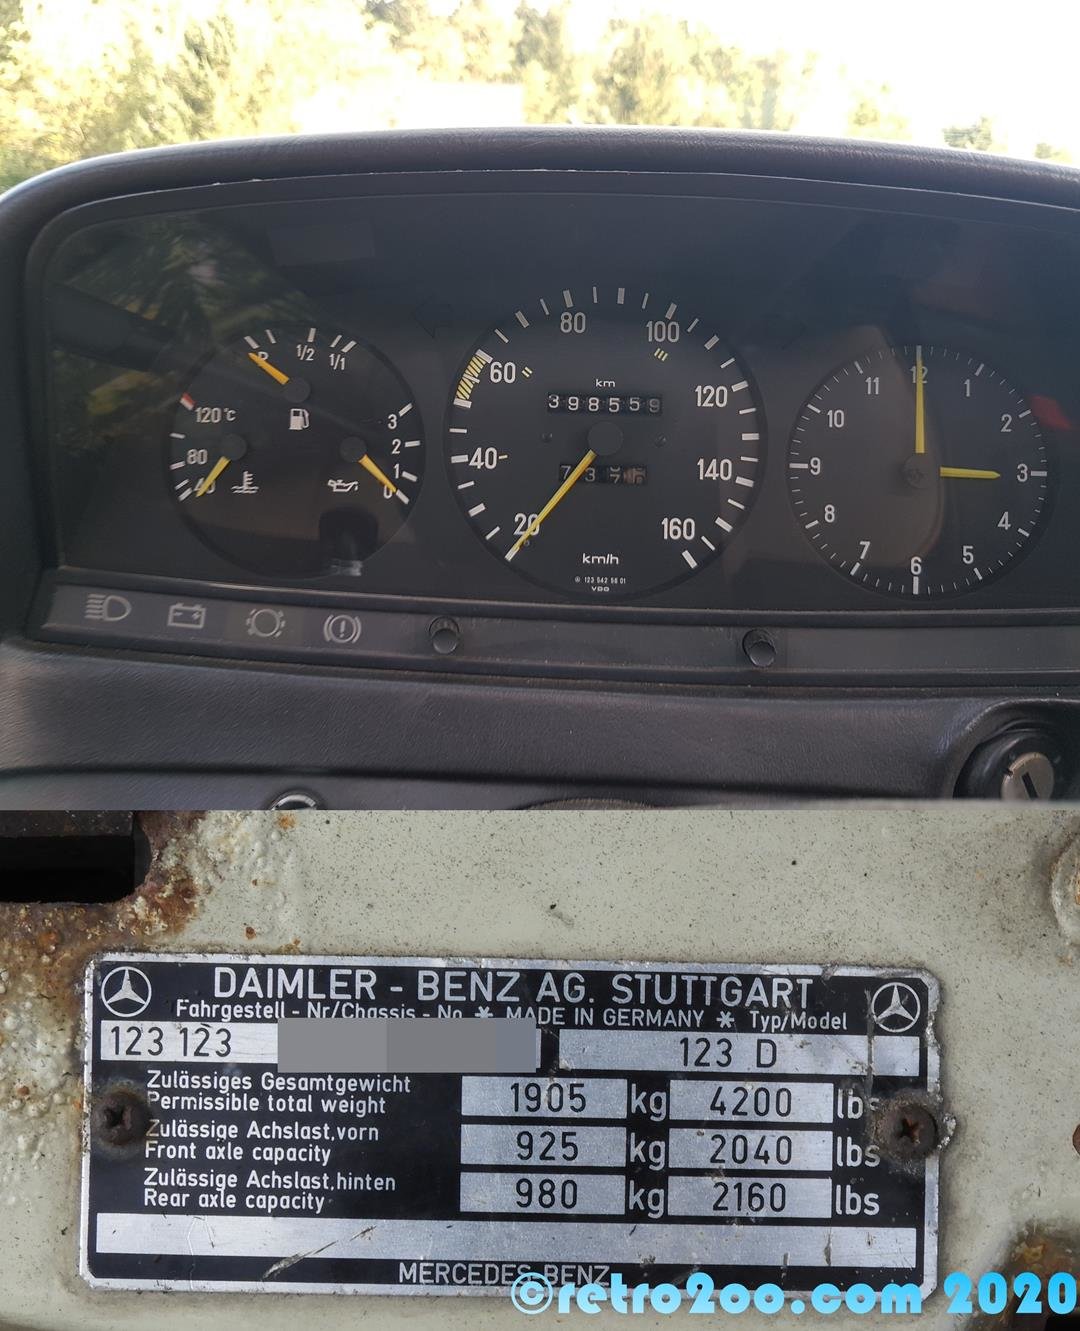 R 1/2 1/1
120°c
80
40
3
2
1
0
20
40
60
80
100
120
140
160
km
398559
km/h
123 542 56 01
VDO
12
1
2
3
4
5
6
7
8
9
10
11
DAIMLER - BENZ AG. STUTTGART
Fahrgestell - Nr/Chassis - No * MADE IN GERMANY * Typ/Model
123 123 123 D
Zulässiges Gesamtgewicht
Permissible total weight 1905 kg 4200 lbs
Zulässige Achslast,vorn
Front axle capacity 925 kg 2040 lbs
Zulässige Achslast,hinten
Rear axle capacity 980 kg 2160 lbs
MERCEDES BENZ
©retro2oo.com 2020